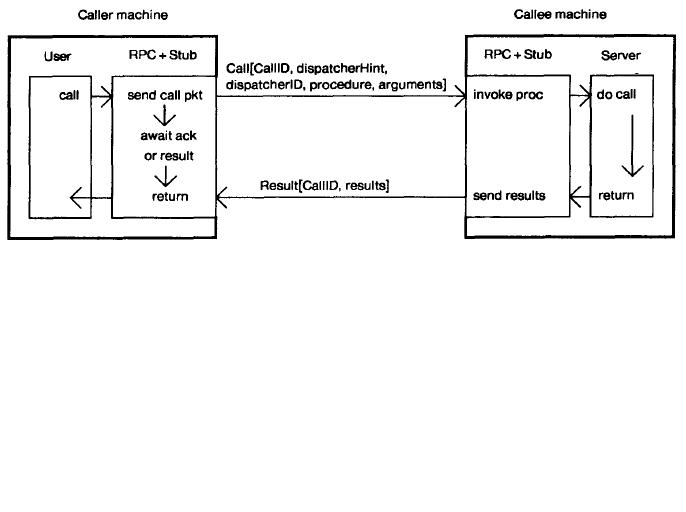 Caller machine
Callee machine
User
RPC + Stub
RPC + Stub
Server
Call[CallID, dispatcherHint,
dispatcherID, procedure, arguments]
call
send call pkt
invoke proc
do call
await ack
or result
Result[CallID, results]
return
send results
return